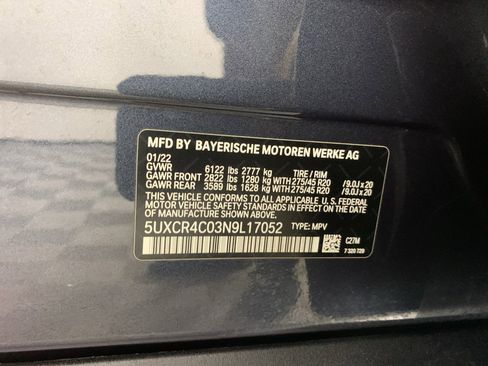 MFD BY BAYERISCHE MOTOREN WERKE AG
01/22
GVWR 6122 lbs 2777 kg TIRE / RIM
GAWR FRONT 2822 lbs 1280 kg WITH 275/45 R20 /9.0J x 20
GAWR REAR 3589 lbs 1628 kg WITH 275/45 R20 /9.0J x 20
THIS VEHICLE CONFORMS TO ALL APPLICABLE
U.S. FEDERAL MOTOR VEHICLE SAFETY STANDARDS
IN EFFECT ON THE DATE OF MANUFACTURE
SHOWN ABOVE.
5UXCR4C03N9L17052 TYPE: MPV
C27M
7 320 729